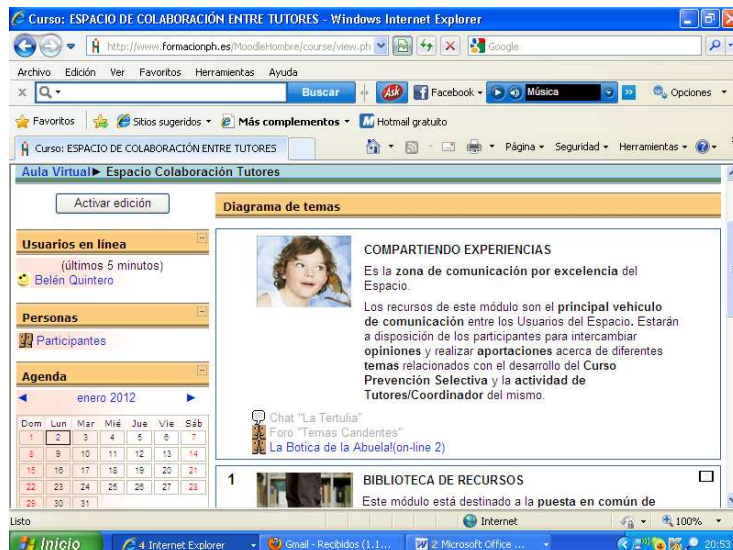 Curso: ESPACIO DE COLABORACIÓN ENTRE TUTORES - Windows Internet Explorer
http://www.formacionph.es/MoodleHombre/course/view.ph
Google
Archivo Edición Ver Favoritos Herramientas Ayuda
Buscar Ask Facebook Música Opciones
Favoritos Sitios sugeridos Más complementos Hotmail gratuito
Curso: ESPACIO DE COLABORACIÓN ENTRE TUTORES Página Seguridad Herramientas
Aula Virtual► Espacio Colaboración Tutores
Activar edición
Usuarios en línea
(últimos 5 minutos)
Belén Quintero
Personas
Participantes
Agenda
◄ enero 2012 ►
Dom Lun Mar Mié Jue Vie Sáb
1 2 3 4 5 6 7
8 9 10 11 12 13 14
15 16 17 18 19 20 21
22 23 24 25 26 27 28
29 30 31
Diagrama de temas
COMPARTIENDO EXPERIENCIAS
Es la zona de comunicación por excelencia del
Espacio.
Los recursos de este módulo son el principal vehículo
de comunicación entre los Usuarios del Espacio. Estarán
a disposición de los participantes para intercambiar
opiniones y realizar aportaciones acerca de diferentes
temas relacionados con el desarrollo del Curso
Prevención Selectiva y la actividad de
Tutores/Coordinador del mismo.
Chat "La Tertulia"
Foro "Temas Candentes"
La Botica de la Abuela!(on-line 2)
1
BIBLIOTECA DE RECURSOS
Este módulo está destinado a la puesta en común de
Listo Internet 100%
Inicio 4 Internet Explorer Gmail - Recibidos (1.1... 2 Microsoft Office ... 20:53